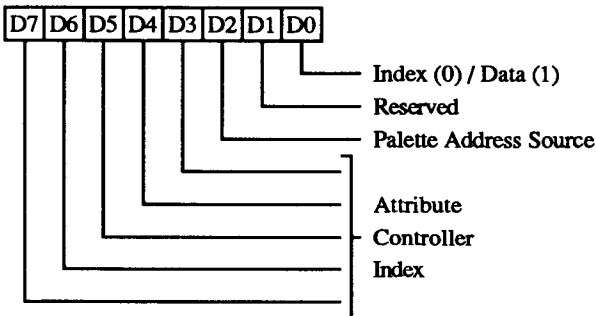 D7 D6 D5 D4 D3 D2 D1 D0
Index (0) / Data (1)
Reserved
Palette Address Source
Attribute
Controller
Index